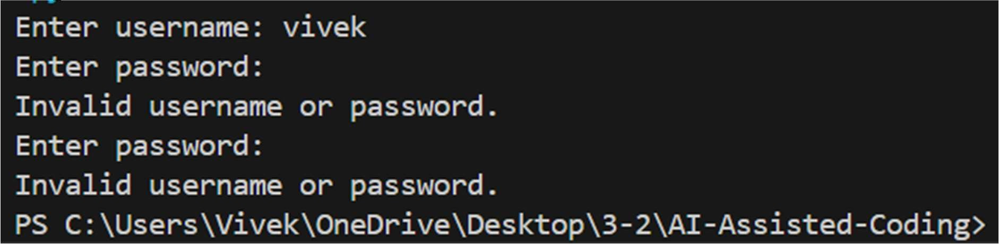 Enter username: vivek
Enter password:
Invalid username or password.
Enter password:
Invalid username or password.
PS C:\Users\Vivek\OneDrive\Desktop\3-2\AI-Assisted-Coding>